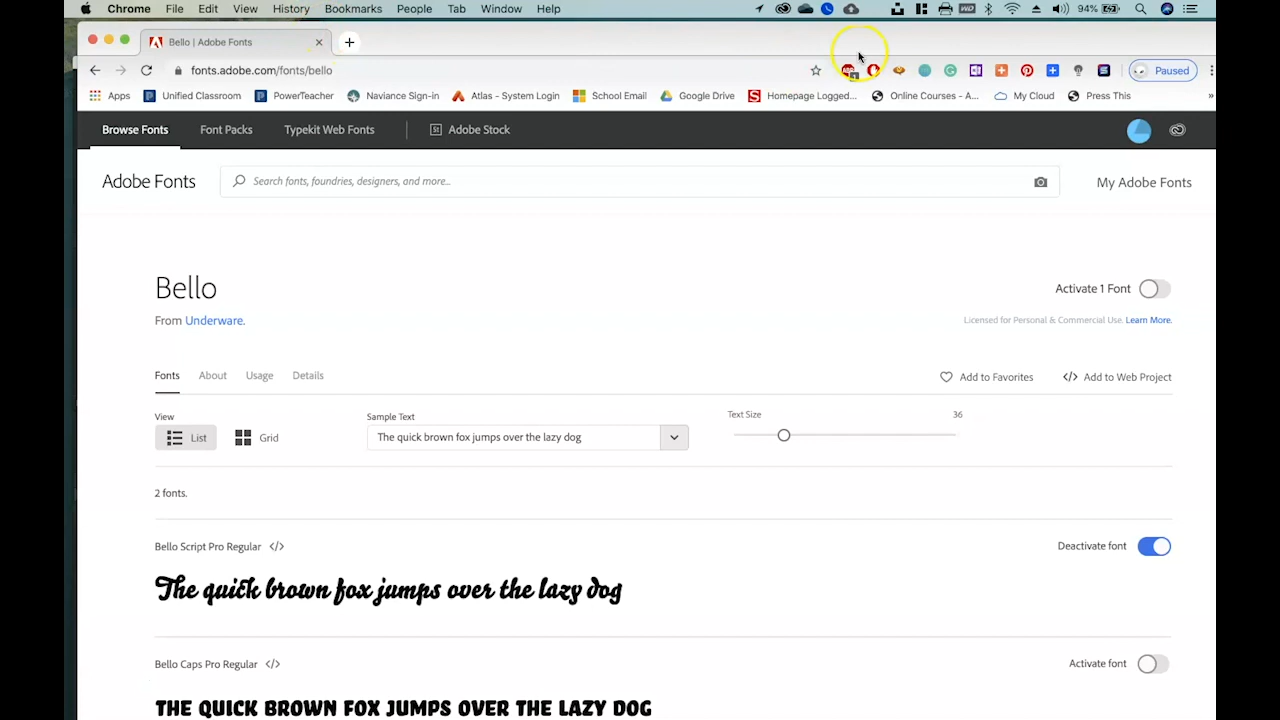 Chrome File Edit View History Bookmarks People Tab Window Help 94%
Bello | Adobe Fonts
fonts.adobe.com/fonts/bello Paused
Apps Unified Classroom PowerTeacher Naviance Sign-in Atlas - System Login School Email Google Drive Homepage Logged... Online Courses - A... My Cloud Press This »
Browse Fonts Font Packs Typekit Web Fonts Adobe Stock
Adobe Fonts Search fonts, foundries, designers, and more... My Adobe Fonts
Bello Activate 1 Font
From Underware. Licensed for Personal & Commercial Use. Learn More.
Fonts About Usage Details Add to Favorites </> Add to Web Project
View Sample Text Text Size 36
List Grid The quick brown fox jumps over the lazy dog
2 fonts.
Bello Script Pro Regular </> Deactivate font
The quick brown fox jumps over the lazy dog
Bello Caps Pro Regular </> Activate font
THE QUICK BROWN FOX JUMPS OVER THE LAZY DOG